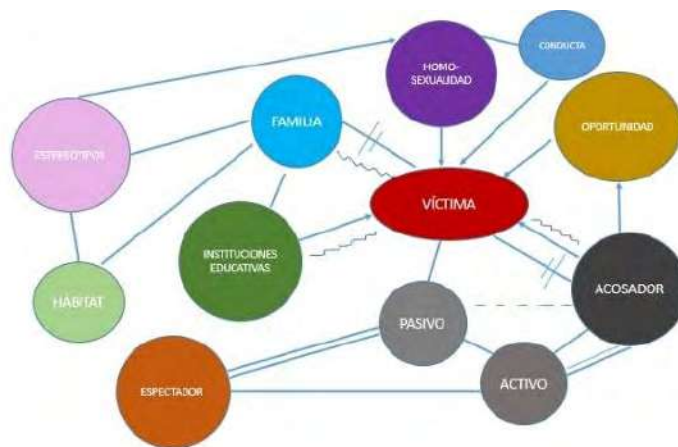 HOMO-
SEXUALIDAD
CONDUCTA
FAMILIA
OPORTUNIDAD
ESTEREOTIPOS
VÍCTIMA
INSTITUCIONES
EDUCATIVAS
HÁBITAT
ACOSADOR
PASIVO
ACTIVO
ESPECTADOR